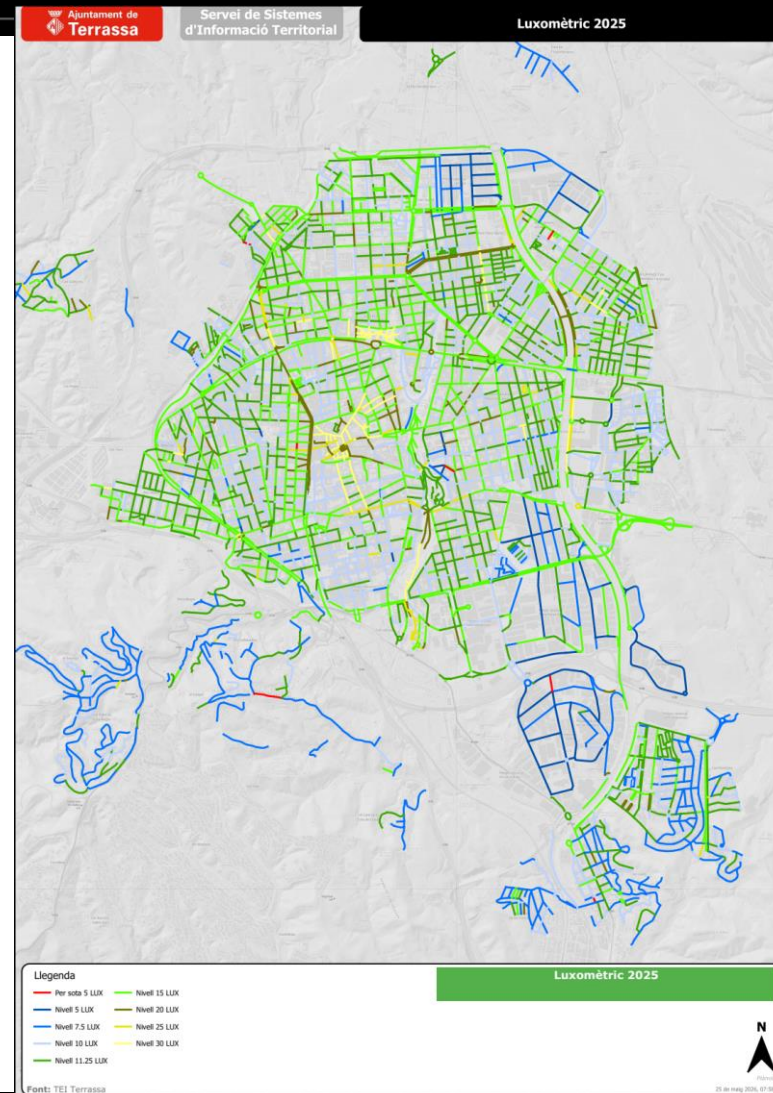 Ajuntament de
Terrassa
Servei de Sistemes
d'Informació Territorial
Luxomètric 2025
Llegenda
Per sota 5 LUX
Nivell 5 LUX
Nivell 7.5 LUX
Nivell 10 LUX
Nivell 11.25 LUX
Nivell 15 LUX
Nivell 20 LUX
Nivell 25 LUX
Nivell 30 LUX
Luxomètric 2025
N
Font: TEI Terrassa